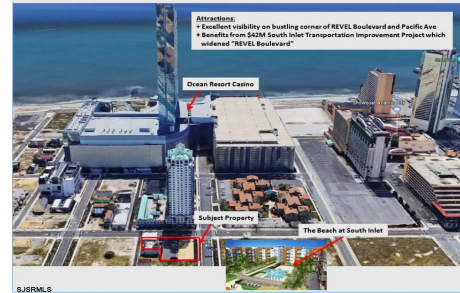 Attractions:
+ Excellent visibility on bustling corner of REVEL Boulevard and Pacific Ave
+ Benefits from $42M South Inlet Transportation Improvement Project which
widened "REVEL Boulevard"
Ocean Resort Casino
Subject Property
The Beach at South Inlet
SJSRMLS